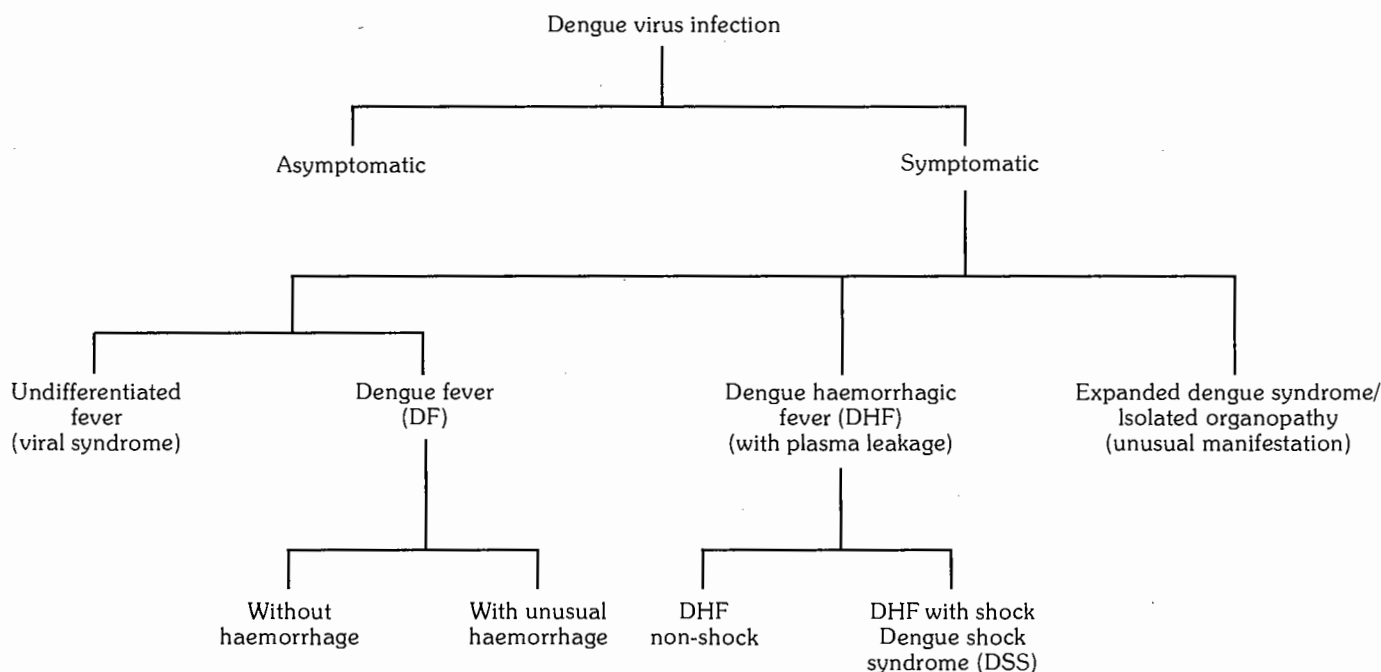 Dengue virus infection
Asymptomatic
Symptomatic
Undifferentiated
fever
(viral syndrome)
Dengue fever
(DF)
Dengue haemorrhagic
fever (DHF)
(with plasma leakage)
Expanded dengue syndrome/
Isolated organopathy
(unusual manifestation)
Without
haemorrhage
With unusual
haemorrhage
DHF
non-shock
DHF with shock
Dengue shock
syndrome (DSS)